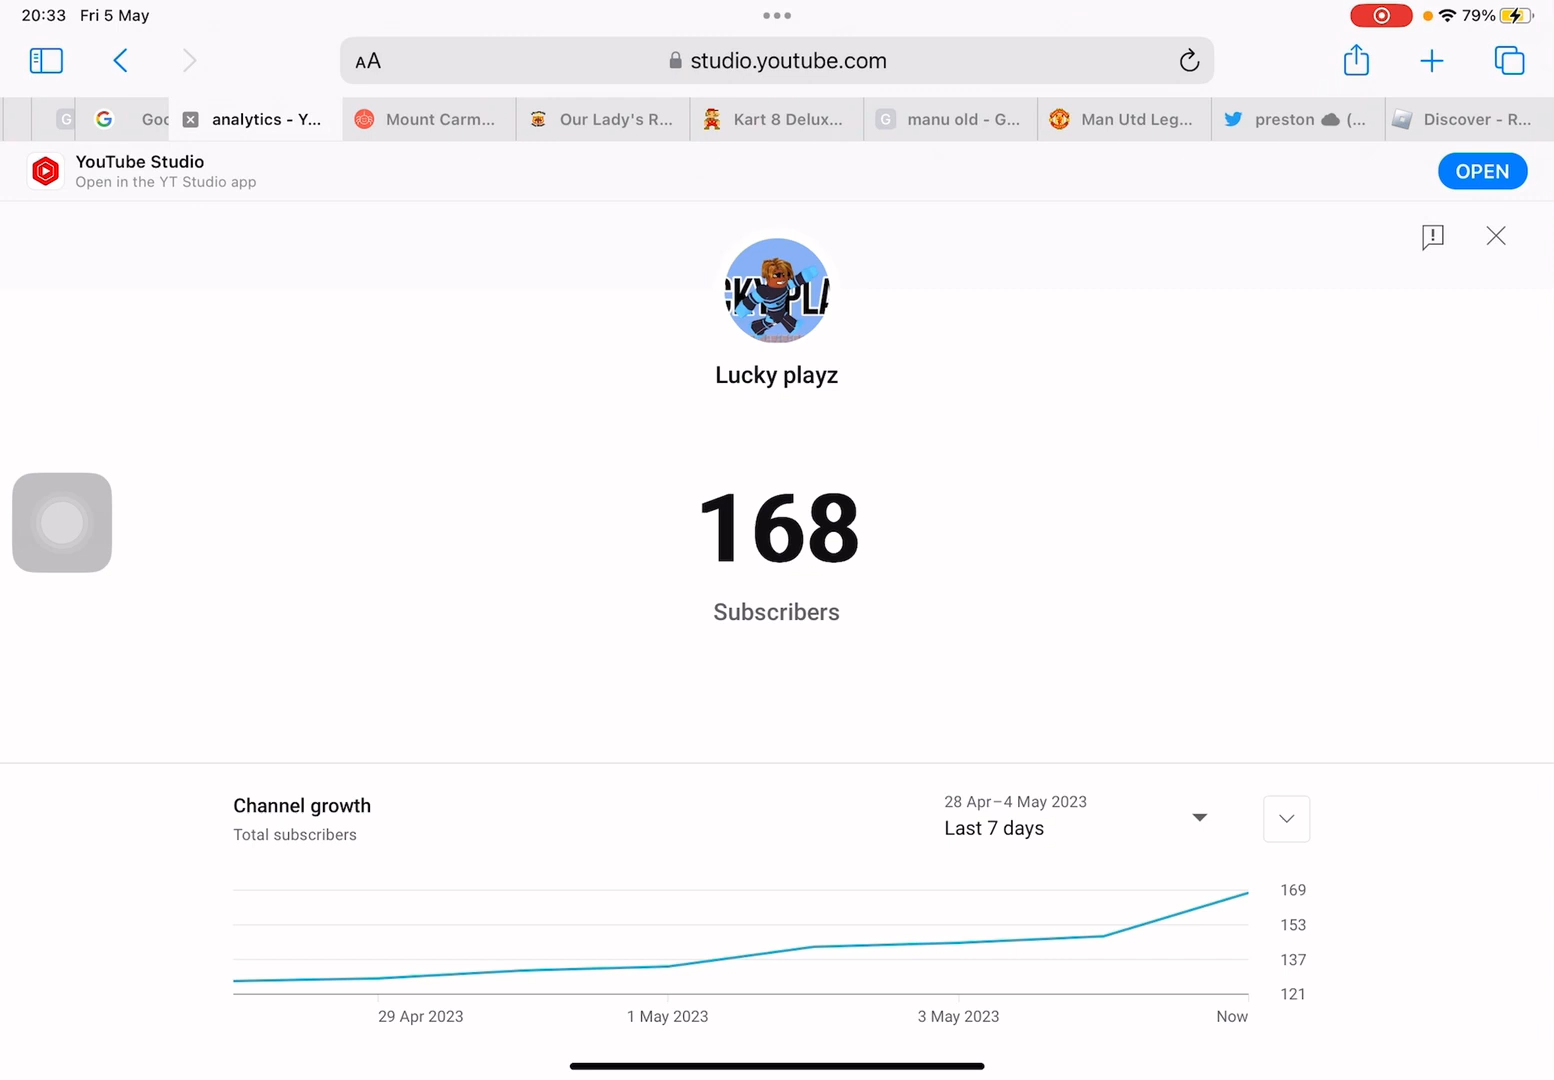 20:33 Fri 5 May
79%
AA
studio.youtube.com
G
G Goo
analytics - Y...
Mount Carm...
Our Lady's R...
Kart 8 Delux...
G manu old - G...
Man Utd Leg...
preston (...
Discover - R...
YouTube Studio
Open in the YT Studio app
OPEN
Lucky playz
168
Subscribers
Channel growth
Total subscribers
28 Apr–4 May 2023
Last 7 days
169
153
137
121
29 Apr 2023
1 May 2023
3 May 2023
Now